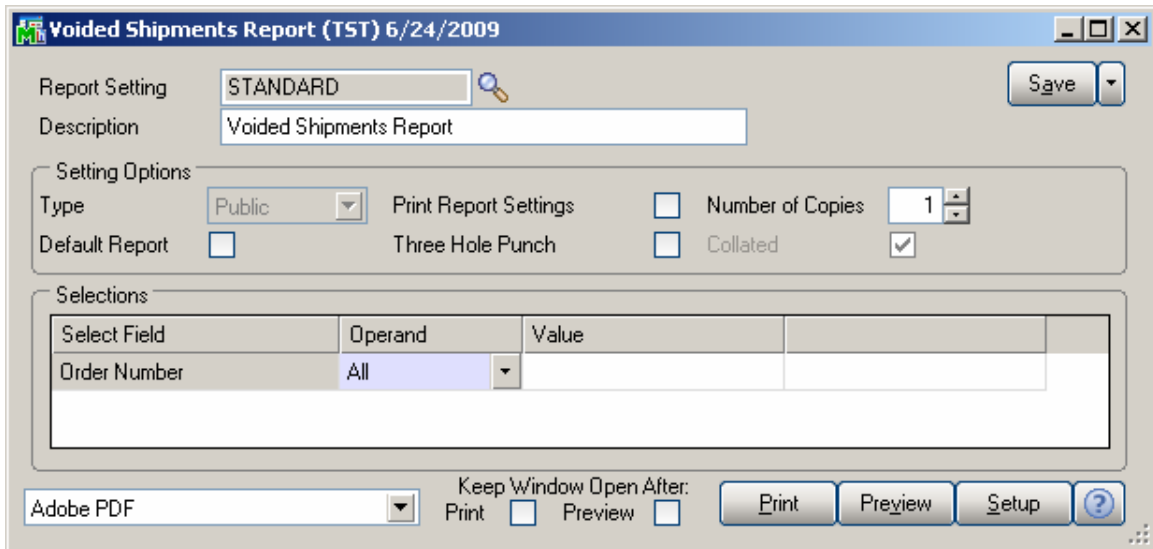 Voided Shipments Report (TST) 6/24/2009
Report Setting STANDARD Save
Description Voided Shipments Report
Setting Options
Type Public Print Report Settings Number of Copies 1
Default Report Three Hole Punch Collated
Selections
Select Field Operand Value
Order Number All
Keep Window Open After:
Adobe PDF Print Preview Print Preview Setup ?